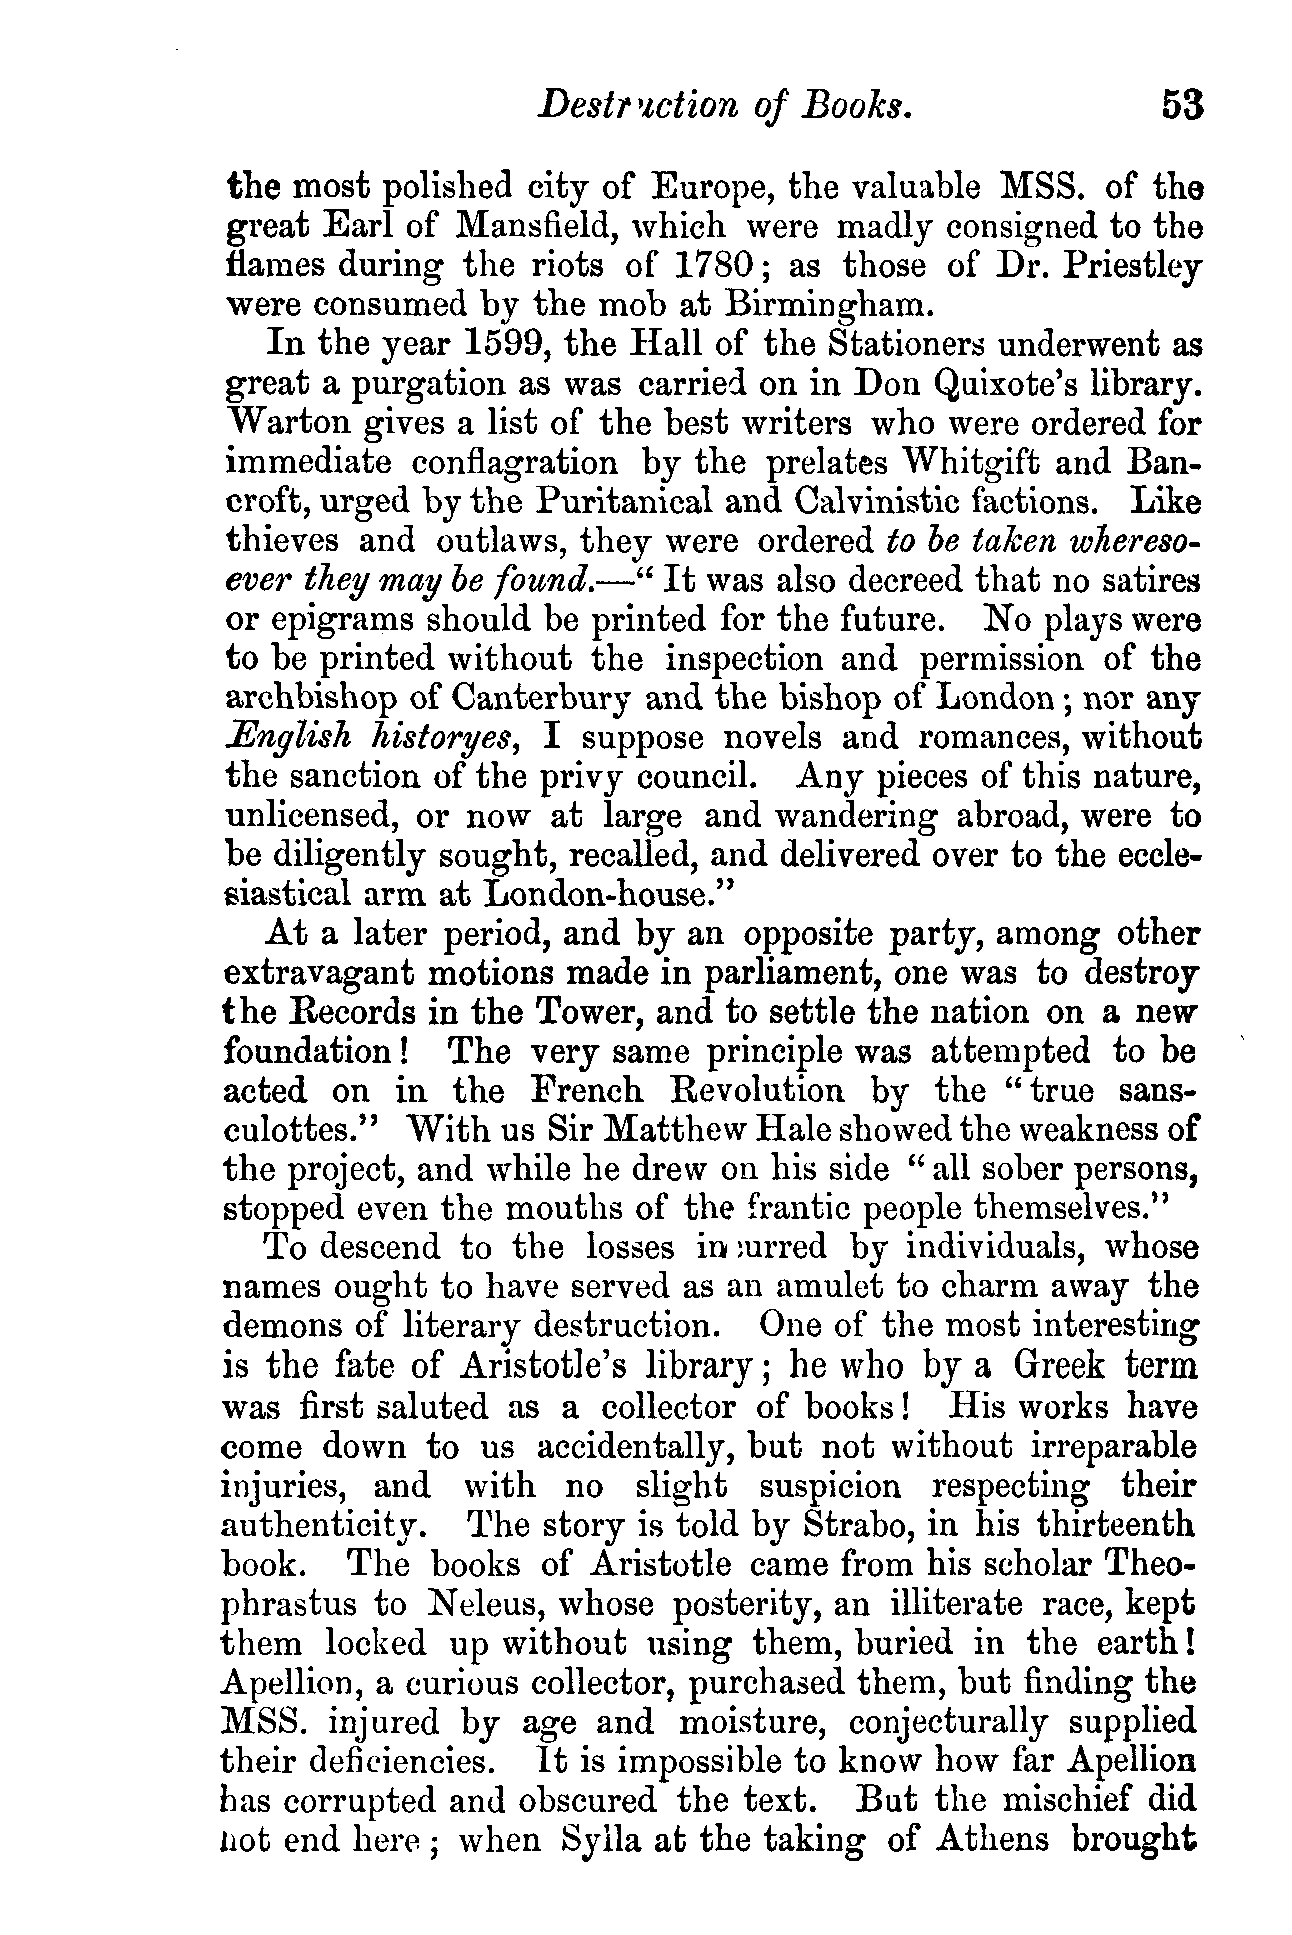 Destruction of Books. 53
the most polished city of Europe, the valuable MSS. of the
great Earl of Mansfield, which were madly consigned to the
flames during the riots of 1780; as those of Dr. Priestley
were consumed by the mob at Birmingham.
In the year 1599, the Hall of the Stationers underwent as
great a purgation as was carried on in Don Quixote's library.
Warton gives a list of the best writers who were ordered for
immediate conflagration by the prelates Whitgift and Ban-
croft, urged by the Puritanical and Calvinistic factions. Like
thieves and outlaws, they were ordered to be taken whereso-
ever they may be found.—“ It was also decreed that no satires
or epigrams should be printed for the future. No plays were
to be printed without the inspection and permission of the
archbishop of Canterbury and the bishop of London; nor any
English historyes, I suppose novels and romances, without
the sanction of the privy council. Any pieces of this nature,
unlicensed, or now at large and wandering abroad, were to
be diligently sought, recalled, and delivered over to the eccle-
siastical arm at London-house.”
At a later period, and by an opposite party, among other
extravagant motions made in parliament, one was to destroy
the Records in the Tower, and to settle the nation on a new
foundation! The very same principle was attempted to be
acted on in the French Revolution by the “true sans-
culottes.” With us Sir Matthew Hale showed the weakness of
the project, and while he drew on his side “all sober persons,
stopped even the mouths of the frantic people themselves.”
To descend to the losses incurred by individuals, whose
names ought to have served as an amulet to charm away the
demons of literary destruction. One of the most interesting
is the fate of Aristotle's library; he who by a Greek term
was first saluted as a collector of books! His works have
come down to us accidentally, but not without irreparable
injuries, and with no slight suspicion respecting their
authenticity. The story is told by Strabo, in his thirteenth
book. The books of Aristotle came from his scholar Theo-
phrastus to Neleus, whose posterity, an illiterate race, kept
them locked up without using them, buried in the earth!
Apellion, a curious collector, purchased them, but finding the
MSS. injured by age and moisture, conjecturally supplied
their deficiencies. It is impossible to know how far Apellion
has corrupted and obscured the text. But the mischief did
not end here; when Sylla at the taking of Athens brought